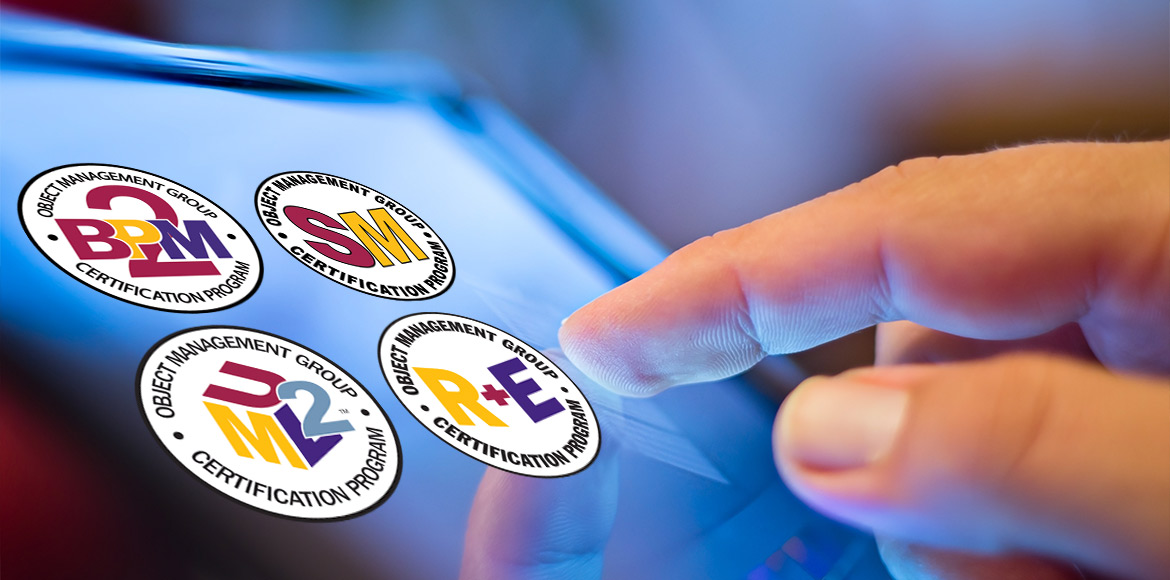 OBJECT MANAGEMENT GROUP
2
BPM
CERTIFICATION PROGRAM
OBJECT MANAGEMENT GROUP
SM
CERTIFICATION PROGRAM
OBJECT MANAGEMENT GROUP
UML 2 ™
CERTIFICATION PROGRAM
OBJECT MANAGEMENT GROUP
R+E
CERTIFICATION PROGRAM